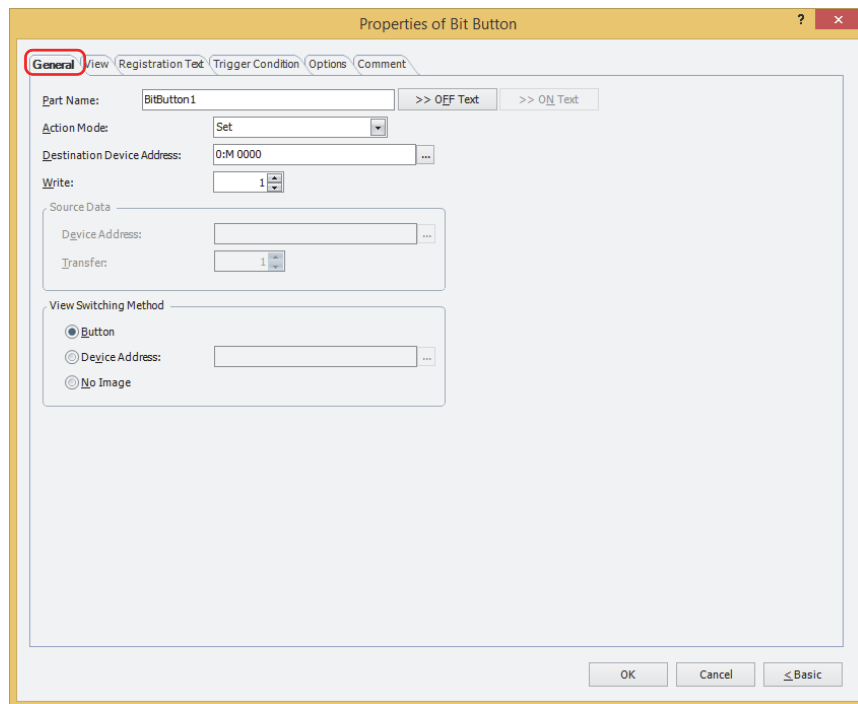 Properties of Bit Button ? ×
General View Registration Text Trigger Condition Options Comment
Part Name: BitButton1 >> OFF Text >> ON Text
Action Mode: Set
Destination Device Address: 0:M 0000 ...
Write: 1
Source Data
Device Address: ...
Transfer: 1
View Switching Method
Button
Device Address: ...
No Image
OK Cancel < Basic